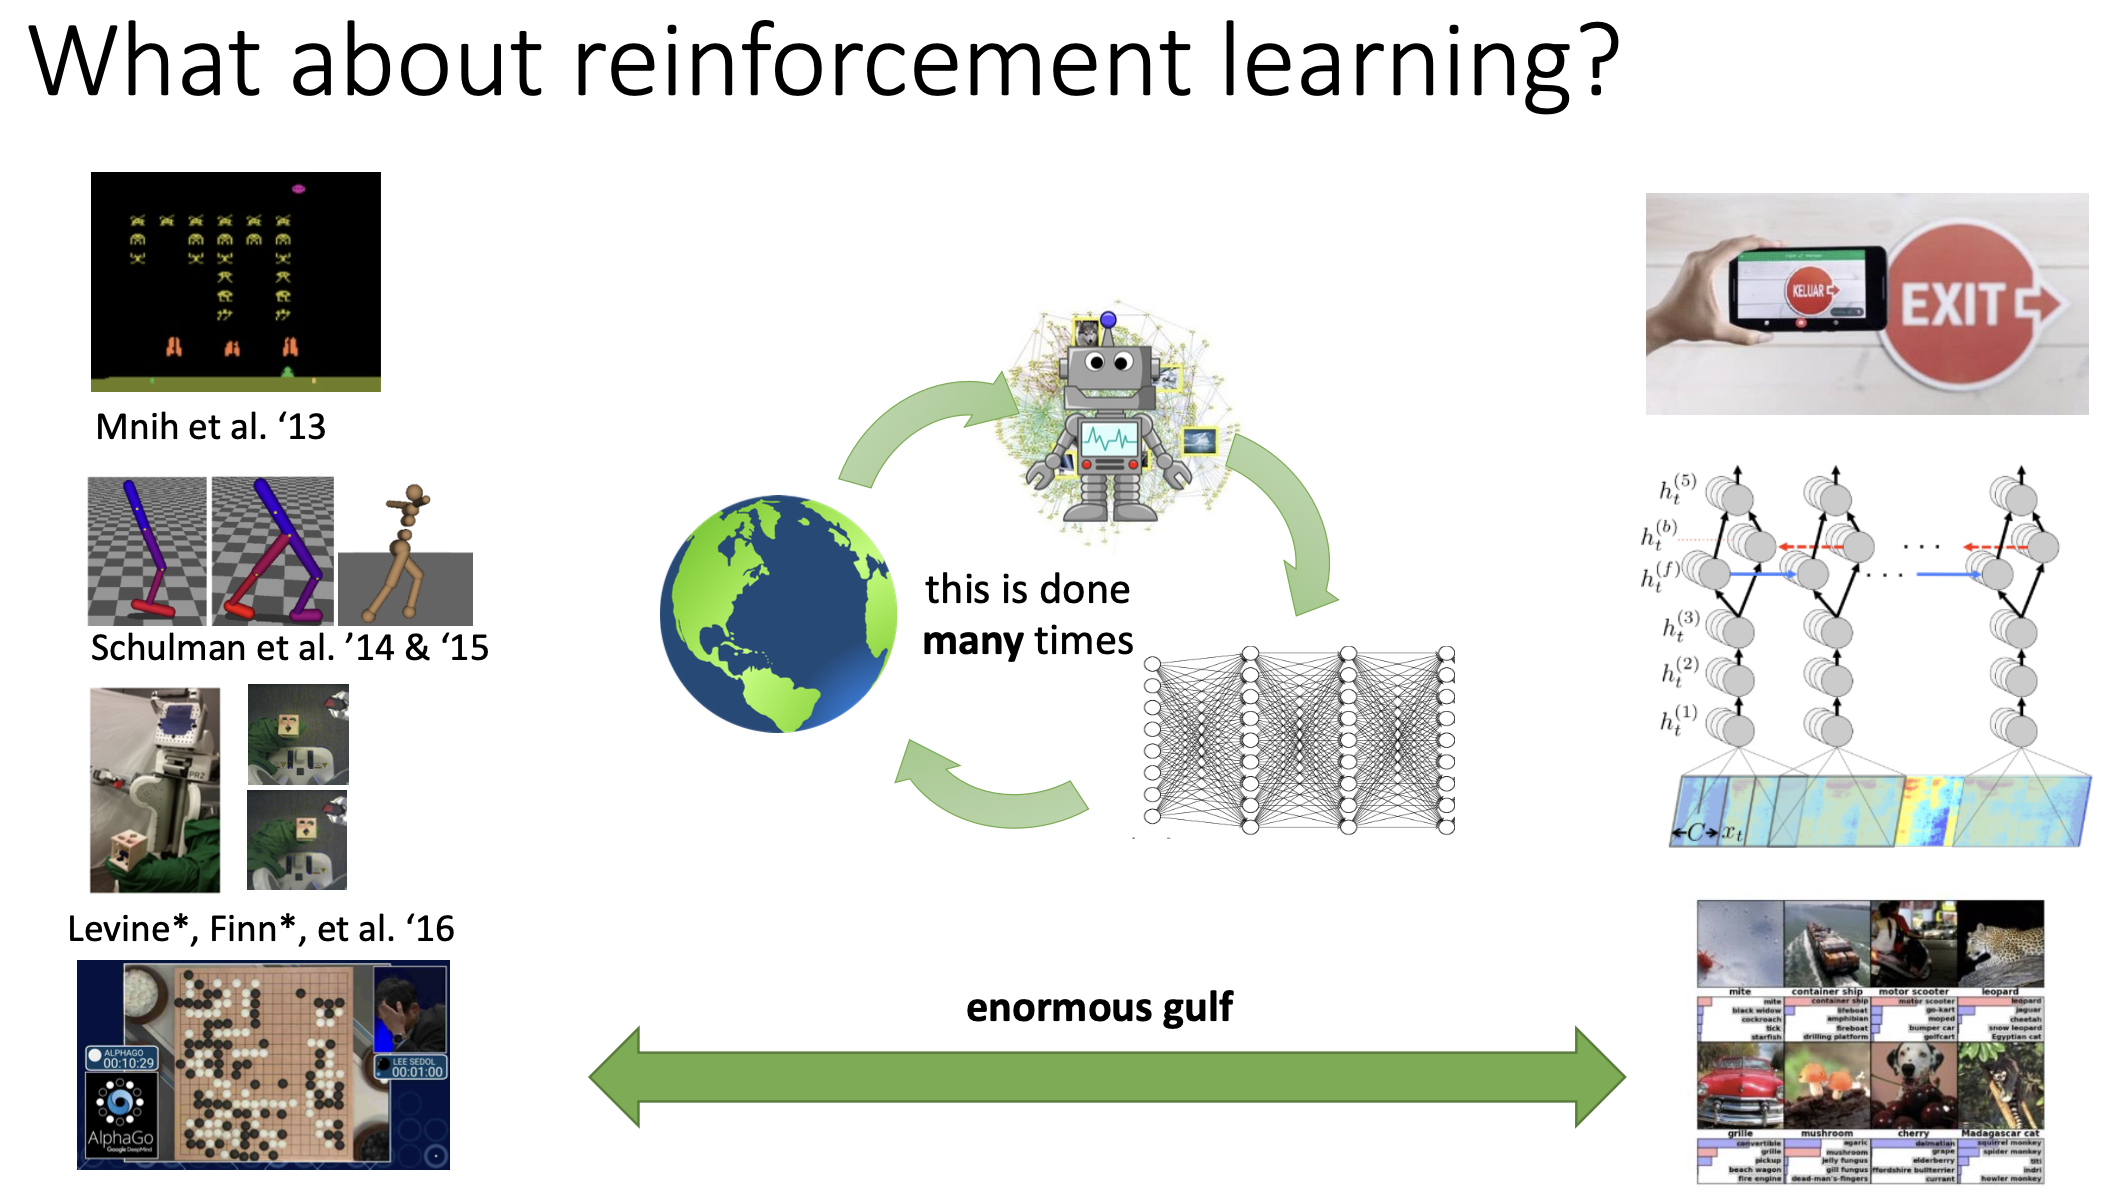 What about reinforcement learning?
Mnih et al. ‘13
Schulman et al. ’14 & ‘15
PR2
Levine*, Finn*, et al. ‘16
ALPHAGO
00:10:29
AlphaGo
Google DeepMind
LEE SEDOL
00:01:00
this is done
many times
enormous gulf
KELUAR
EXIT
h_t^(5)
h_t^(b)
h_t^(f)
h_t^(3)
h_t^(2)
h_t^(1)
C x_t
mite container ship motor scooter leopard
mite container ship motor scooter leopard
black widow lifeboat go-kart jaguar
cockroach amphibian moped cheetah
tick fireboat bumper car snow leopard
starfish drilling platform golfcart Egyptian cat
grille mushroom cherry Madagascar cat
convertible agaric dalmatian squirrel monkey
grille mushroom grape spider monkey
pickup jelly fungus elderberry titi
beach wagon gill fungus ffordshire bullterrier indri
fire engine dead-man's-fingers currant howler monkey